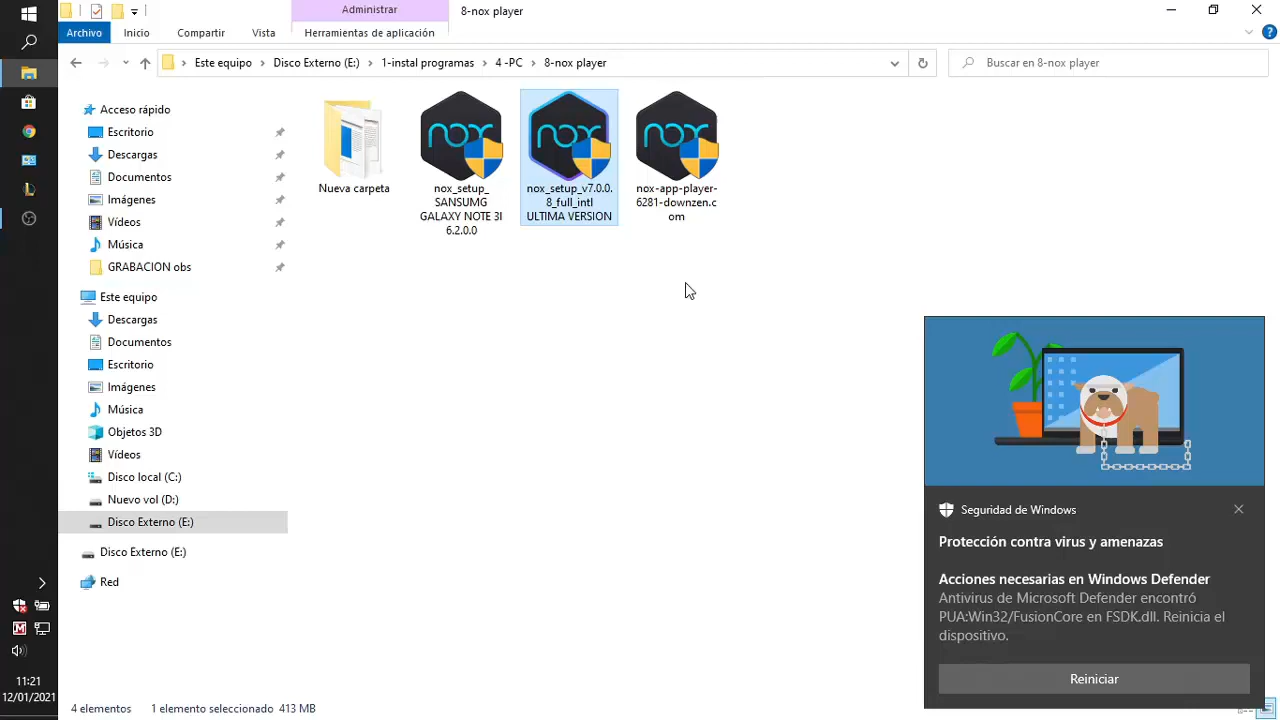 Administrar
8-nox player
Archivo
Inicio
Compartir
Vista
Herramientas de aplicación
Este equipo
Disco Externo (E:)
1-instal programas
4 -PC
8-nox player
Buscar en 8-nox player
Acceso rápido
Escritorio
Descargas
Documentos
Imágenes
Vídeos
Música
GRABACION obs
Este equipo
Descargas
Documentos
Escritorio
Imágenes
Música
Objetos 3D
Vídeos
Disco local (C:)
Nuevo vol (D:)
Disco Externo (E:)
Disco Externo (E:)
Red
nox
nox
nox
Nueva carpeta
nox_setup_
SANSUMG
GALAXY NOTE 3I
6.2.0.0
nox_setup_v7.0.0.
8_full_intl
ULTIMA VERSION
nox-app-player-
6281-downzen.c
om
Seguridad de Windows
Protección contra virus y amenazas
Acciones necesarias en Windows Defender
Antivirus de Microsoft Defender encontró
PUA:Win32/FusionCore en FSDK.dll. Reinicia el
dispositivo.
Reiniciar
11:21
12/01/2021
4 elementos
1 elemento seleccionado 413 MB